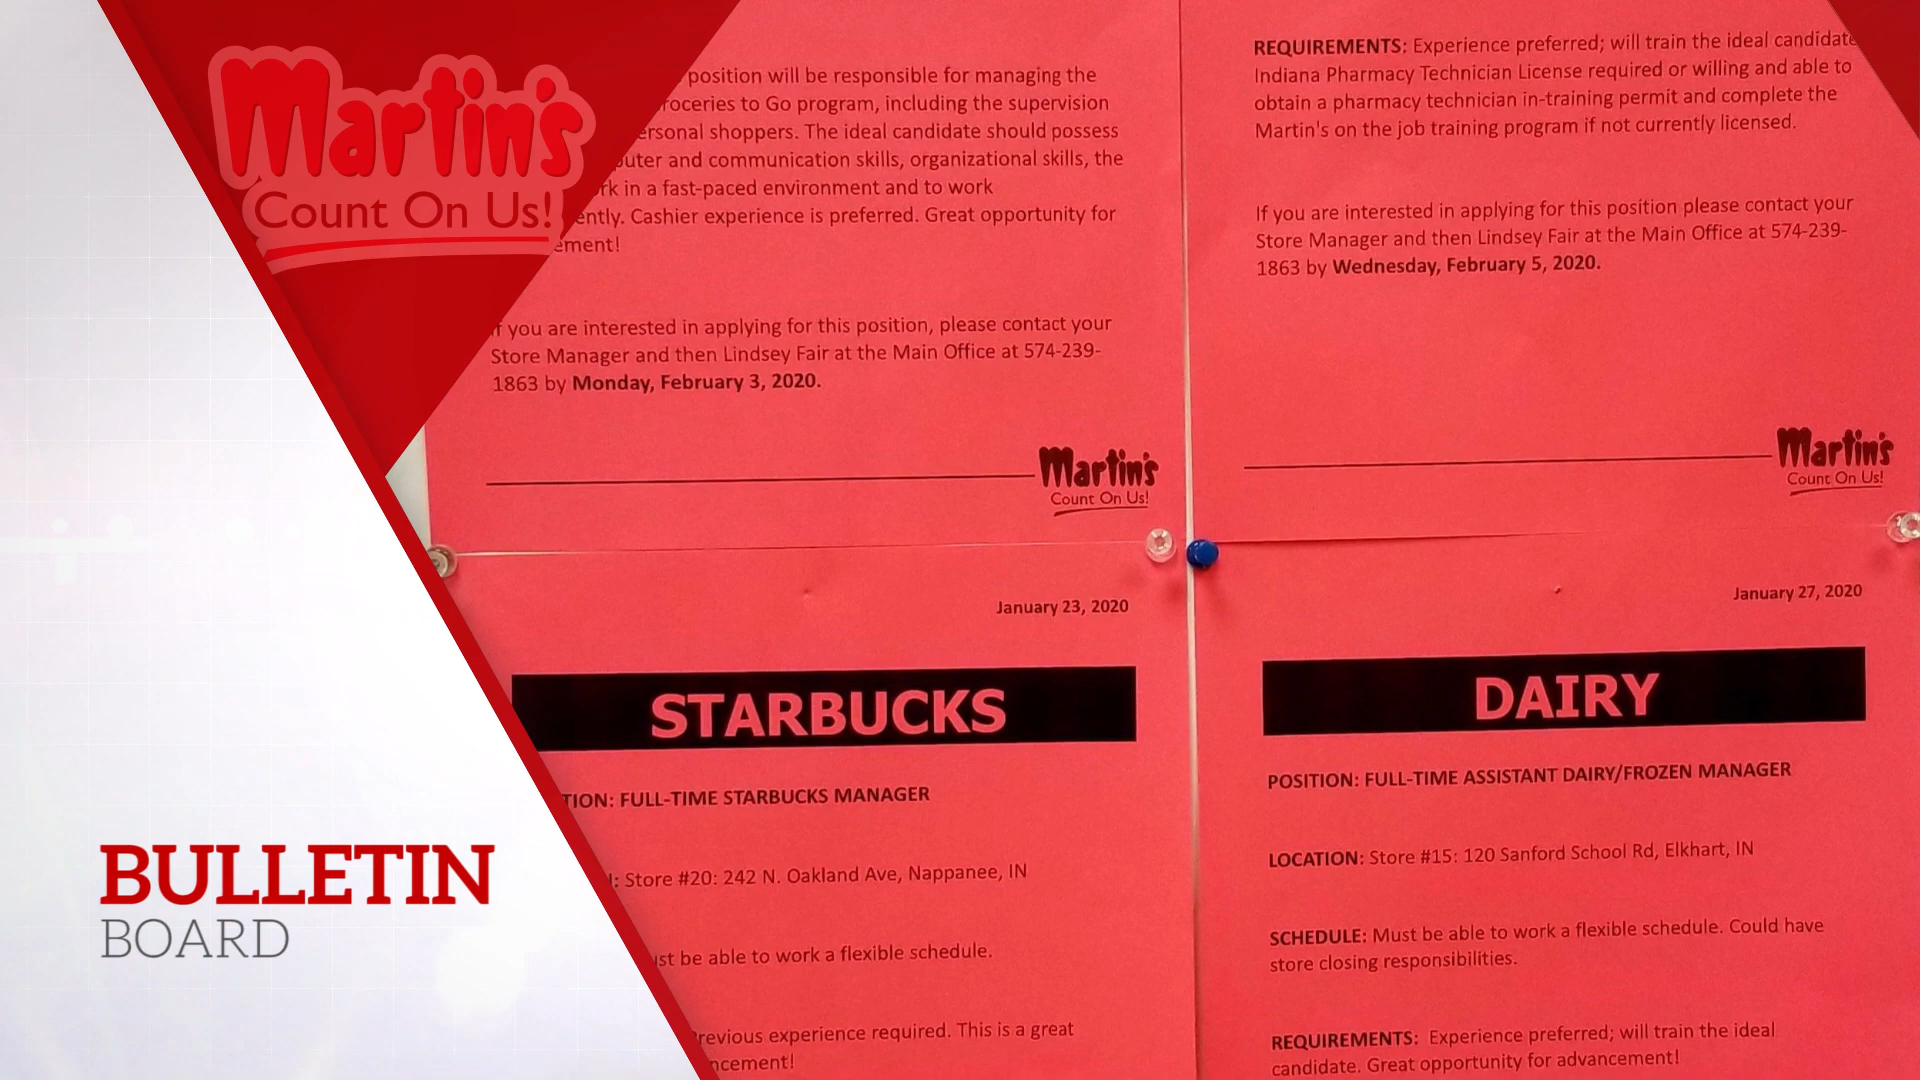 Martin's
Count On Us!
position will be responsible for managing the
roceries to Go program, including the supervision
ersonal shoppers. The ideal candidate should possess
uter and communication skills, organizational skills, the
rk in a fast-paced environment and to work
ently. Cashier experience is preferred. Great opportunity for
ement!
If you are interested in applying for this position, please contact your
Store Manager and then Lindsey Fair at the Main Office at 574-239-
1863 by Monday, February 3, 2020.
Martin's
Count On Us!
REQUIREMENTS: Experience preferred; will train the ideal candidate
Indiana Pharmacy Technician License required or willing and able to
obtain a pharmacy technician in-training permit and complete the
Martin's on the job training program if not currently licensed.
If you are interested in applying for this position please contact your
Store Manager and then Lindsey Fair at the Main Office at 574-239-
1863 by Wednesday, February 5, 2020.
Martin's
Count On Us!
January 23, 2020
STARBUCKS
TION: FULL-TIME STARBUCKS MANAGER
: Store #20: 242 N. Oakland Ave, Nappanee, IN
st be able to work a flexible schedule.
revious experience required. This is a great
ncement!
January 27, 2020
DAIRY
POSITION: FULL-TIME ASSISTANT DAIRY/FROZEN MANAGER
LOCATION: Store #15: 120 Sanford School Rd, Elkhart, IN
SCHEDULE: Must be able to work a flexible schedule. Could have
store closing responsibilities.
REQUIREMENTS: Experience preferred; will train the ideal
candidate. Great opportunity for advancement!
BULLETIN
BOARD